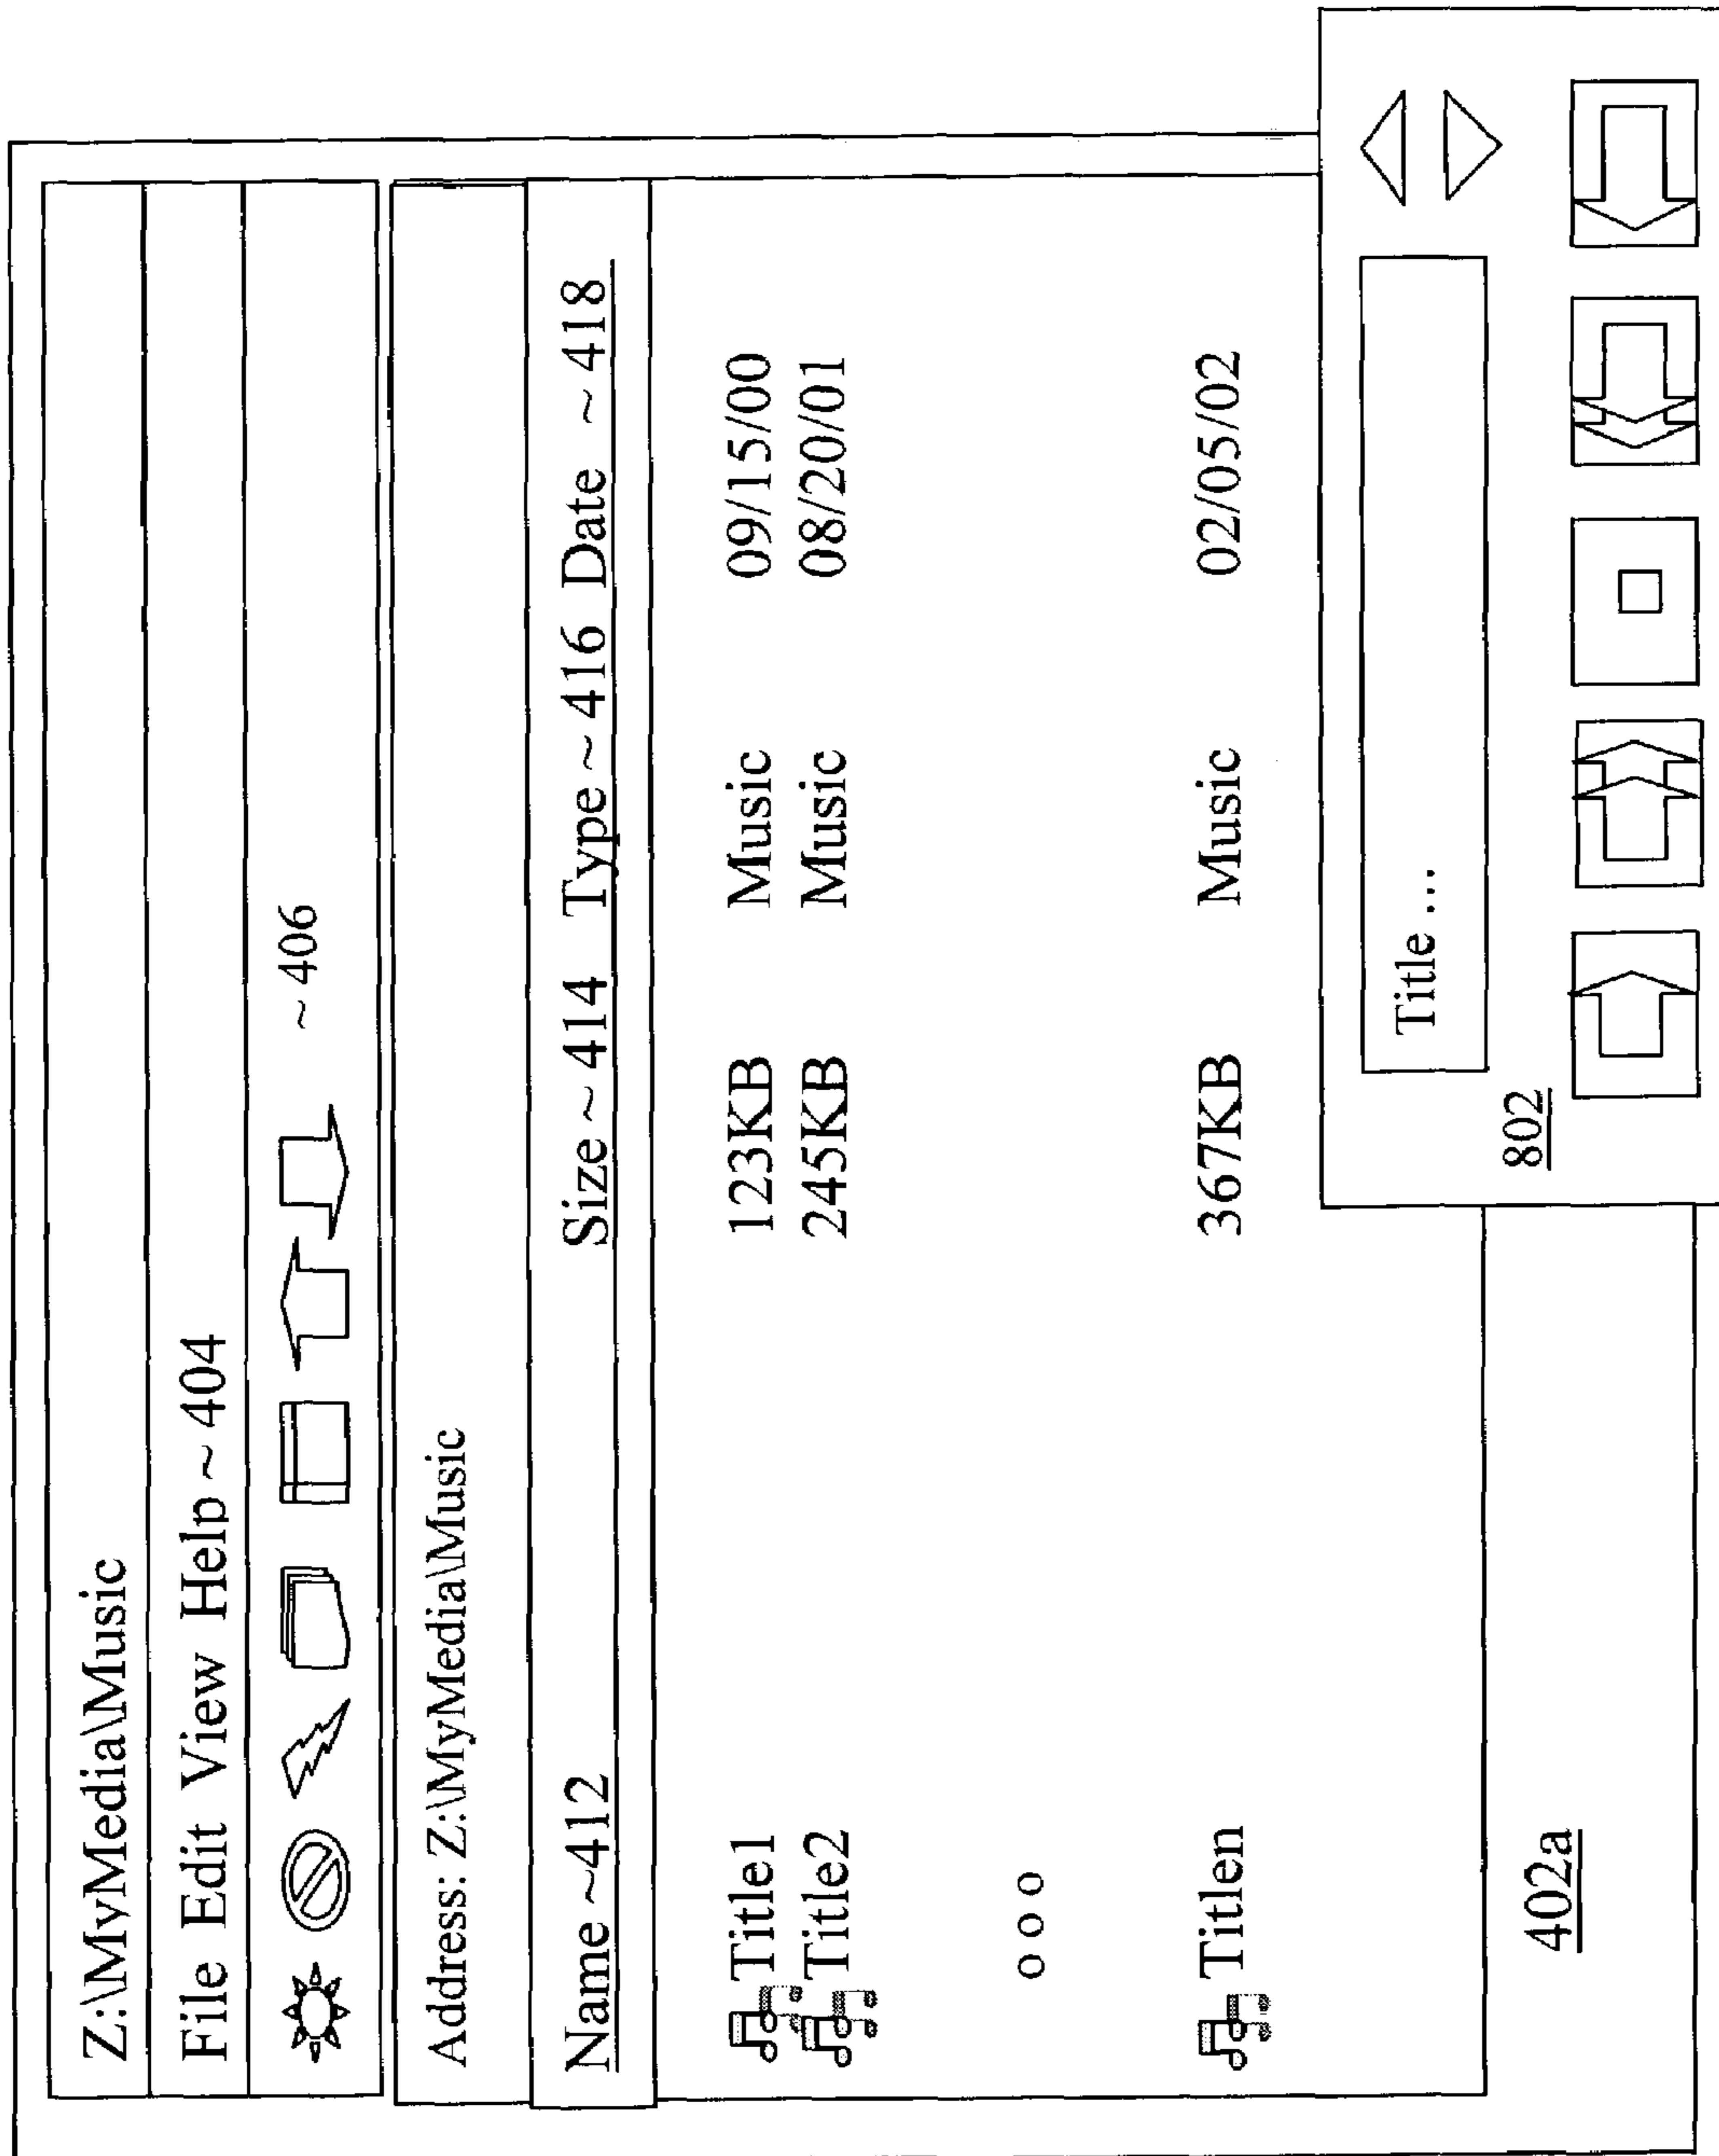 Z:\MyMedia\Music
File Edit View Help ~ 404
~ 406
Address: Z:\MyMedia\Music
Name ~412 Size ~ 414 Type ~ 416 Date ~ 418
Title1 123KB Music 09/15/00
Title2 245KB Music 08/20/01
o o o
Titlen 367KB Music 02/05/02
Title ...
802
402a